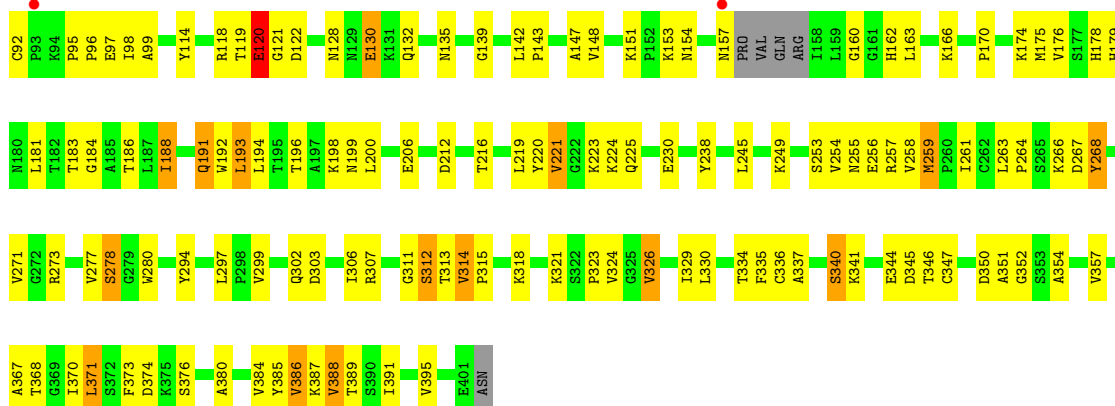 C92 P93 K94 P95 P96 E97 I98 A99 Y114 R118 T119 E120 G121 D122 N128 N129 E130 K131 Q132 N135 G139 L142 P143 A147 V148 K151 P152 K153 N154 N157 PRO VAL GLN ARG I158 L159 G160 G161 H162 L163 K166 P170 K174 M175 V176 S177 H178 H179
N180 L181 T182 T183 G184 A185 T186 L187 I188 Q191 W192 L193 L194 T195 T196 A197 K198 N199 L200 E206 D212 T216 L219 Y220 V221 G222 K223 K224 Q225 E230 Y238 L245 K249 S253 V254 N255 E256 R257 V258 M259 P260 I261 C262 L263 P264 S265 K266 D267 Y268
V271 G272 R273 V277 S278 G279 W280 Y294 L297 P298 V299 Q302 D303 I306 R307 G311 S312 T313 V314 P315 K318 K321 S322 P323 V324 G325 V326 I329 L330 T334 F335 C336 A337 S340 K341 E344 D345 T346 C347 D350 A351 G352 S353 A354 V357
A367 T368 G369 I370 L371 S372 F373 D374 K375 S376 A380 V384 Y385 V386 K387 V388 T389 S390 I391 V395 E401 ASN